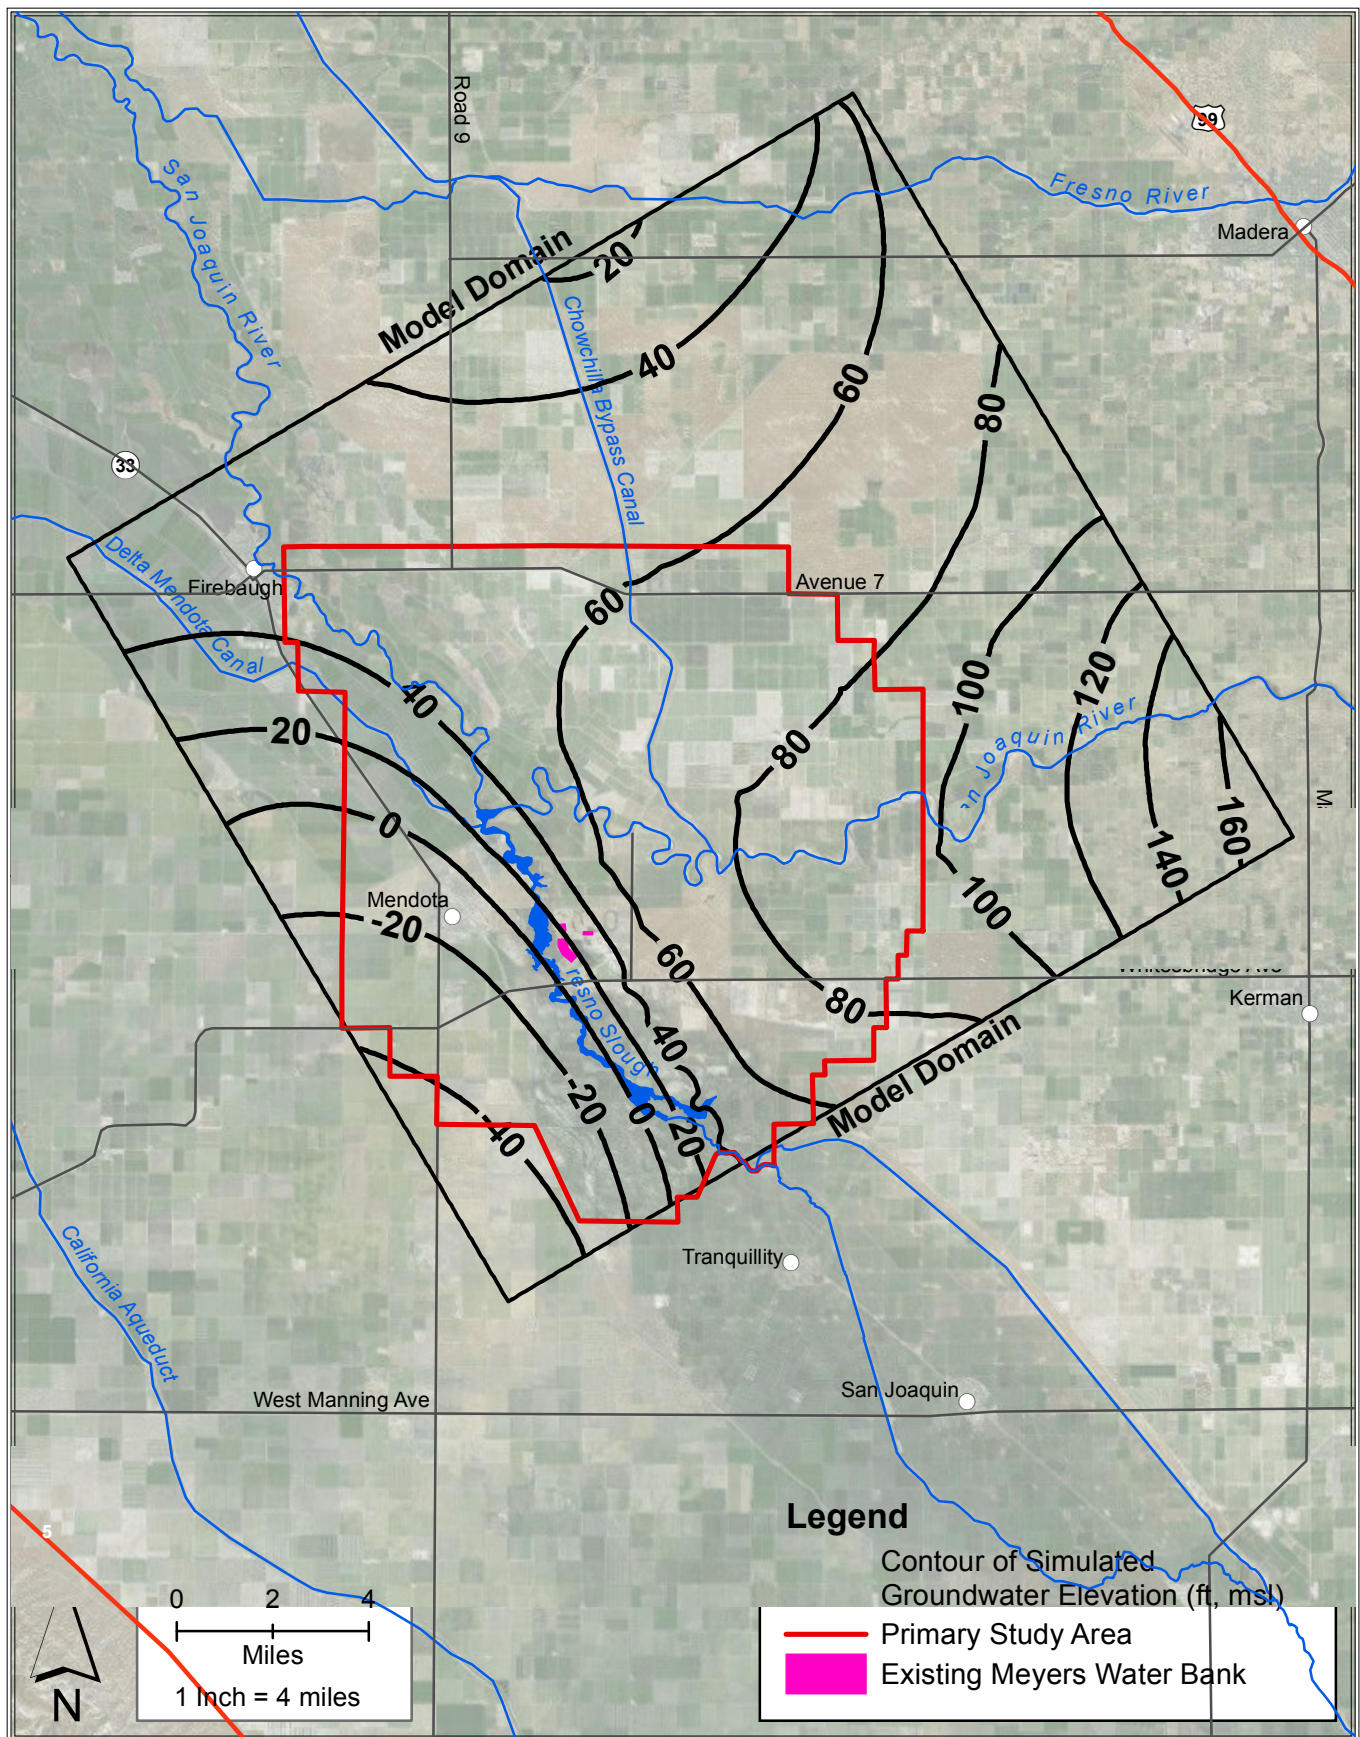 Road 9
99
San Joaquin River
Fresno River
Madera
Model Domain
20
Chowchilla Bypass Canal
40
60
80
33
Delta Mendota Canal
Firebaugh
Avenue 7
60
40
100
120
20
80
Joaquin River
0
160
140
Mendota
-20
100
60
80
Kerman
resno Slough
40
Model Domain
-20
0
20
-40
Tranquillity
California Aqueduct
San Joaquin
West Manning Ave
Legend
5
Contour of Simulated
Groundwater Elevation (ft, msl)
0 2 4
Miles
Primary Study Area
Existing Meyers Water Bank
1 Inch = 4 miles
N